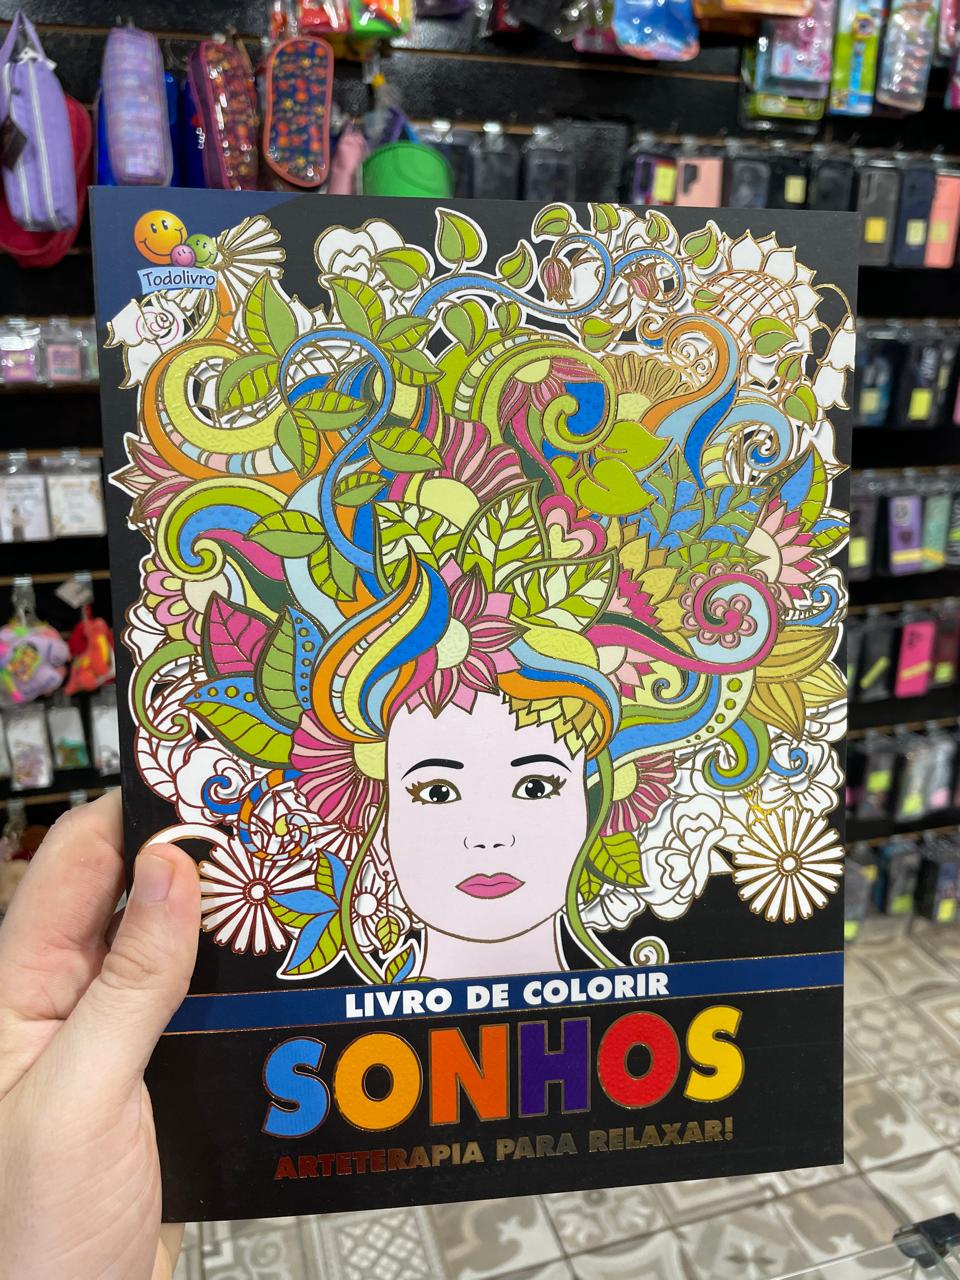 Todolivro
LIVRO DE COLORIR
SONHOS
ARTETERAPIA PARA RELAXAR!